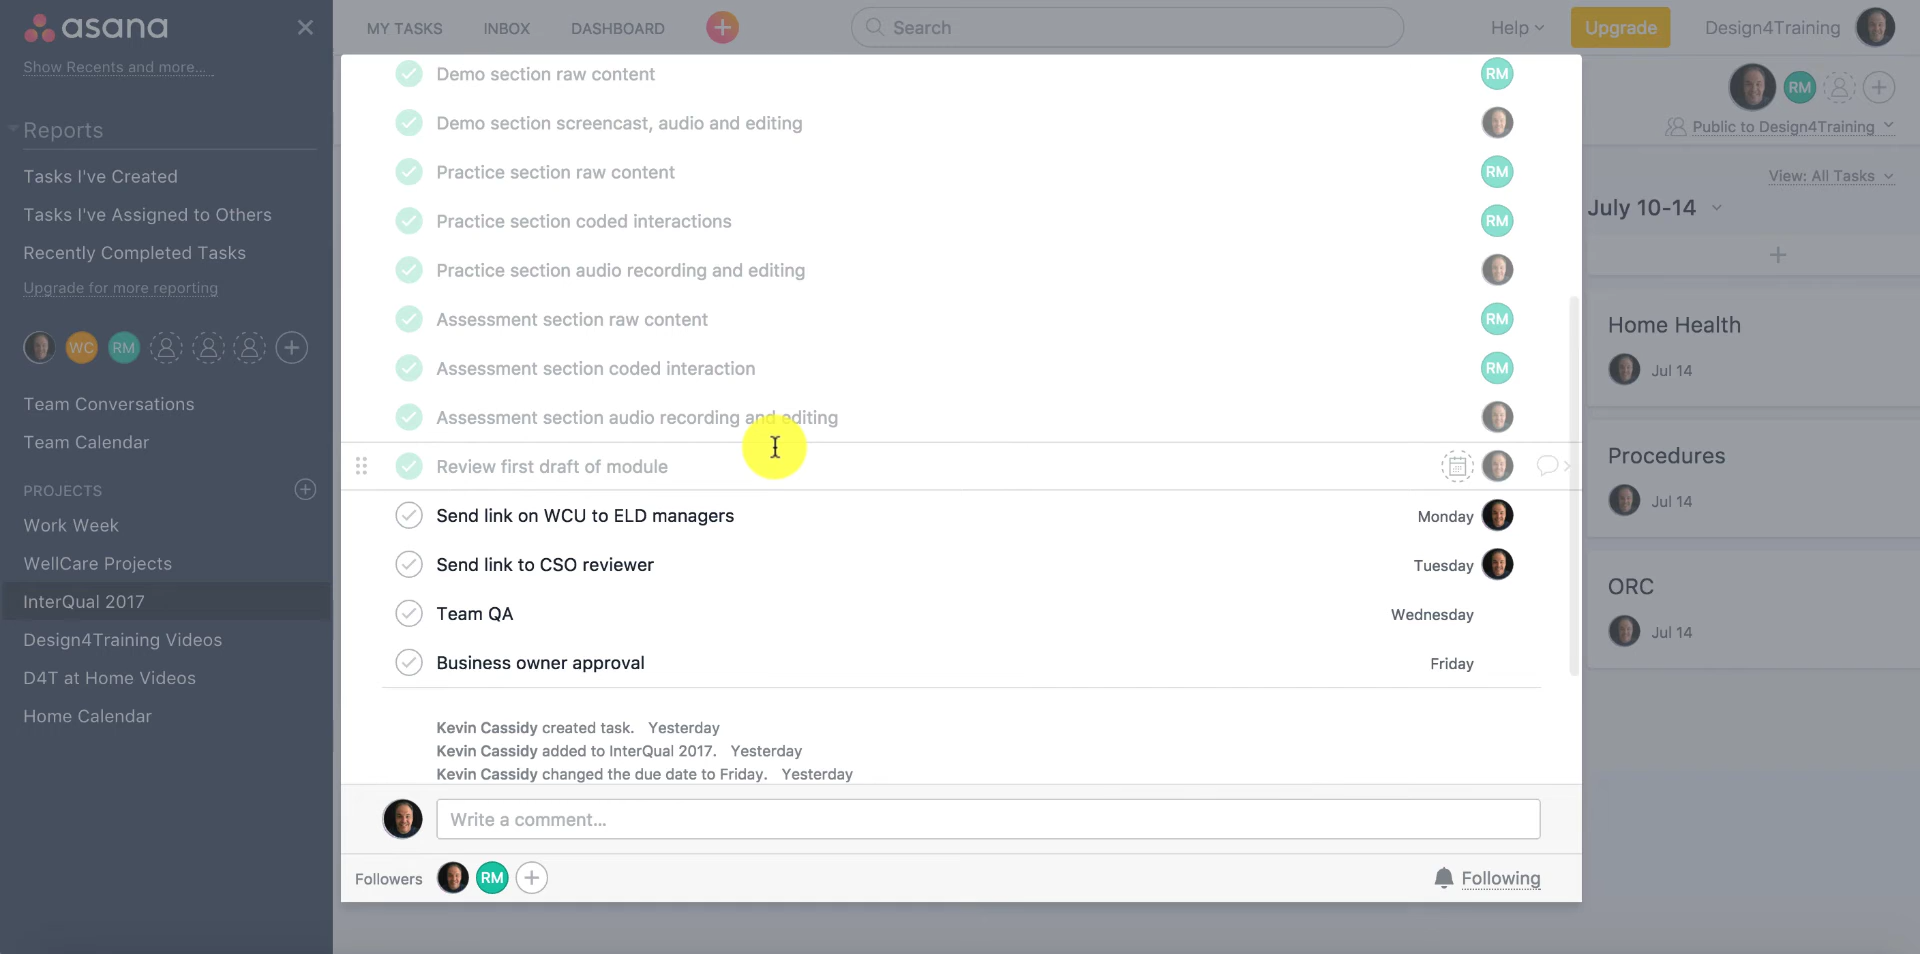 asana
Show Recents and more...
Reports
Tasks I've Created
Tasks I've Assigned to Others
Recently Completed Tasks
Upgrade for more reporting
WC
RM
Team Conversations
Team Calendar
PROJECTS
Work Week
WellCare Projects
InterQual 2017
Design4Training Videos
D4T at Home Videos
Home Calendar
MY TASKS
INBOX
DASHBOARD
Search
Help
Upgrade
Design4Training
Demo section raw content RM
Demo section screencast, audio and editing
Practice section raw content RM
Practice section coded interactions RM
Practice section audio recording and editing
Assessment section raw content RM
Assessment section coded interaction RM
Assessment section audio recording and editing
Review first draft of module
Send link on WCU to ELD managers Monday
Send link to CSO reviewer Tuesday
Team QA Wednesday
Business owner approval Friday
Kevin Cassidy created task. Yesterday
Kevin Cassidy added to InterQual 2017. Yesterday
Kevin Cassidy changed the due date to Friday. Yesterday
Write a comment...
Followers RM
Following
RM
Public to Design4Training
View: All Tasks
July 10-14
Home Health
Jul 14
Procedures
Jul 14
ORC
Jul 14